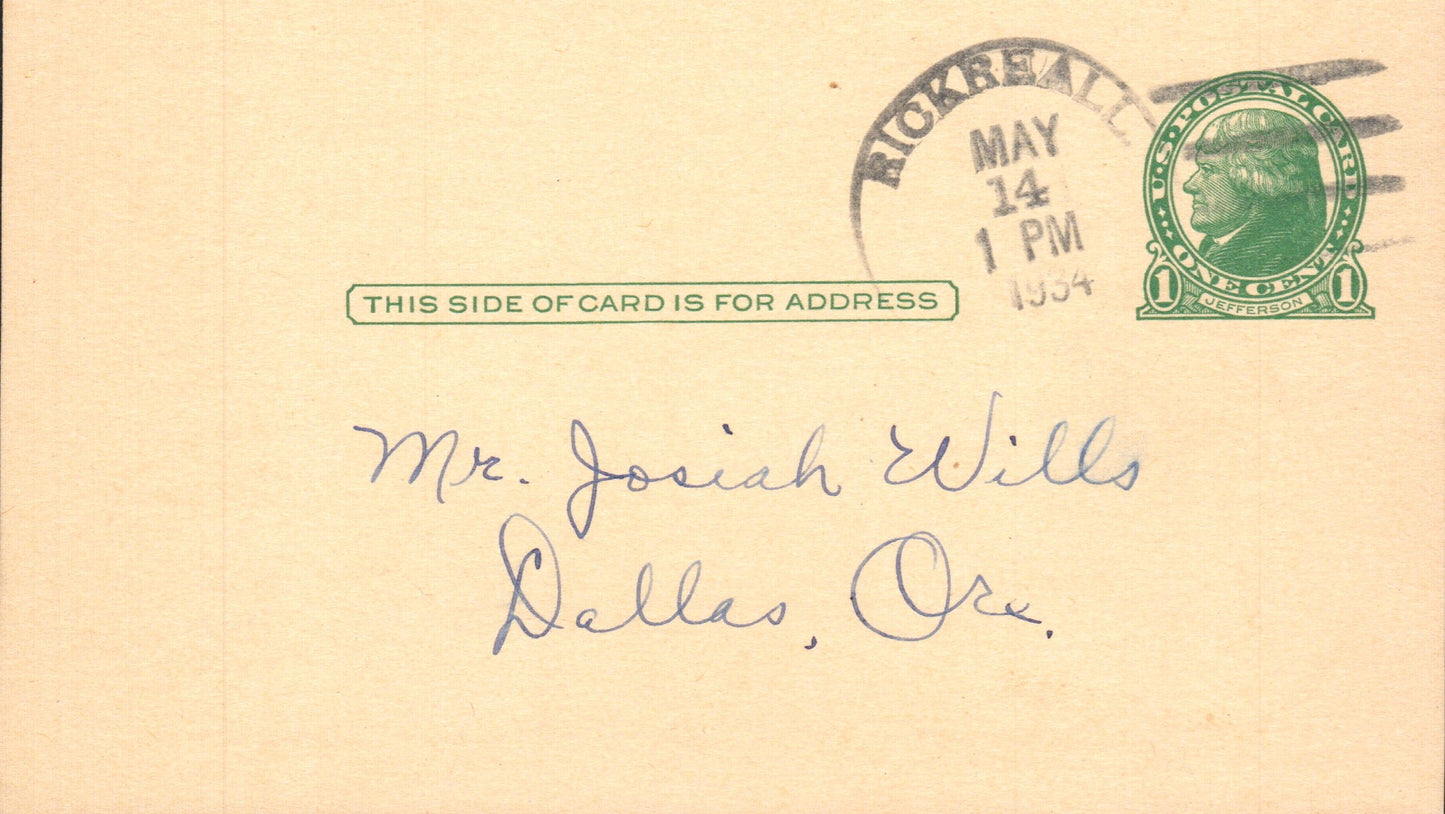 RICKREALL
MAY
14
1 PM
1934
U.S. POSTAL CARD
ONE CENT
1 JEFFERSON 1
THIS SIDE OF CARD IS FOR ADDRESS
Mr. Josiah Wills
Dallas, Ore.